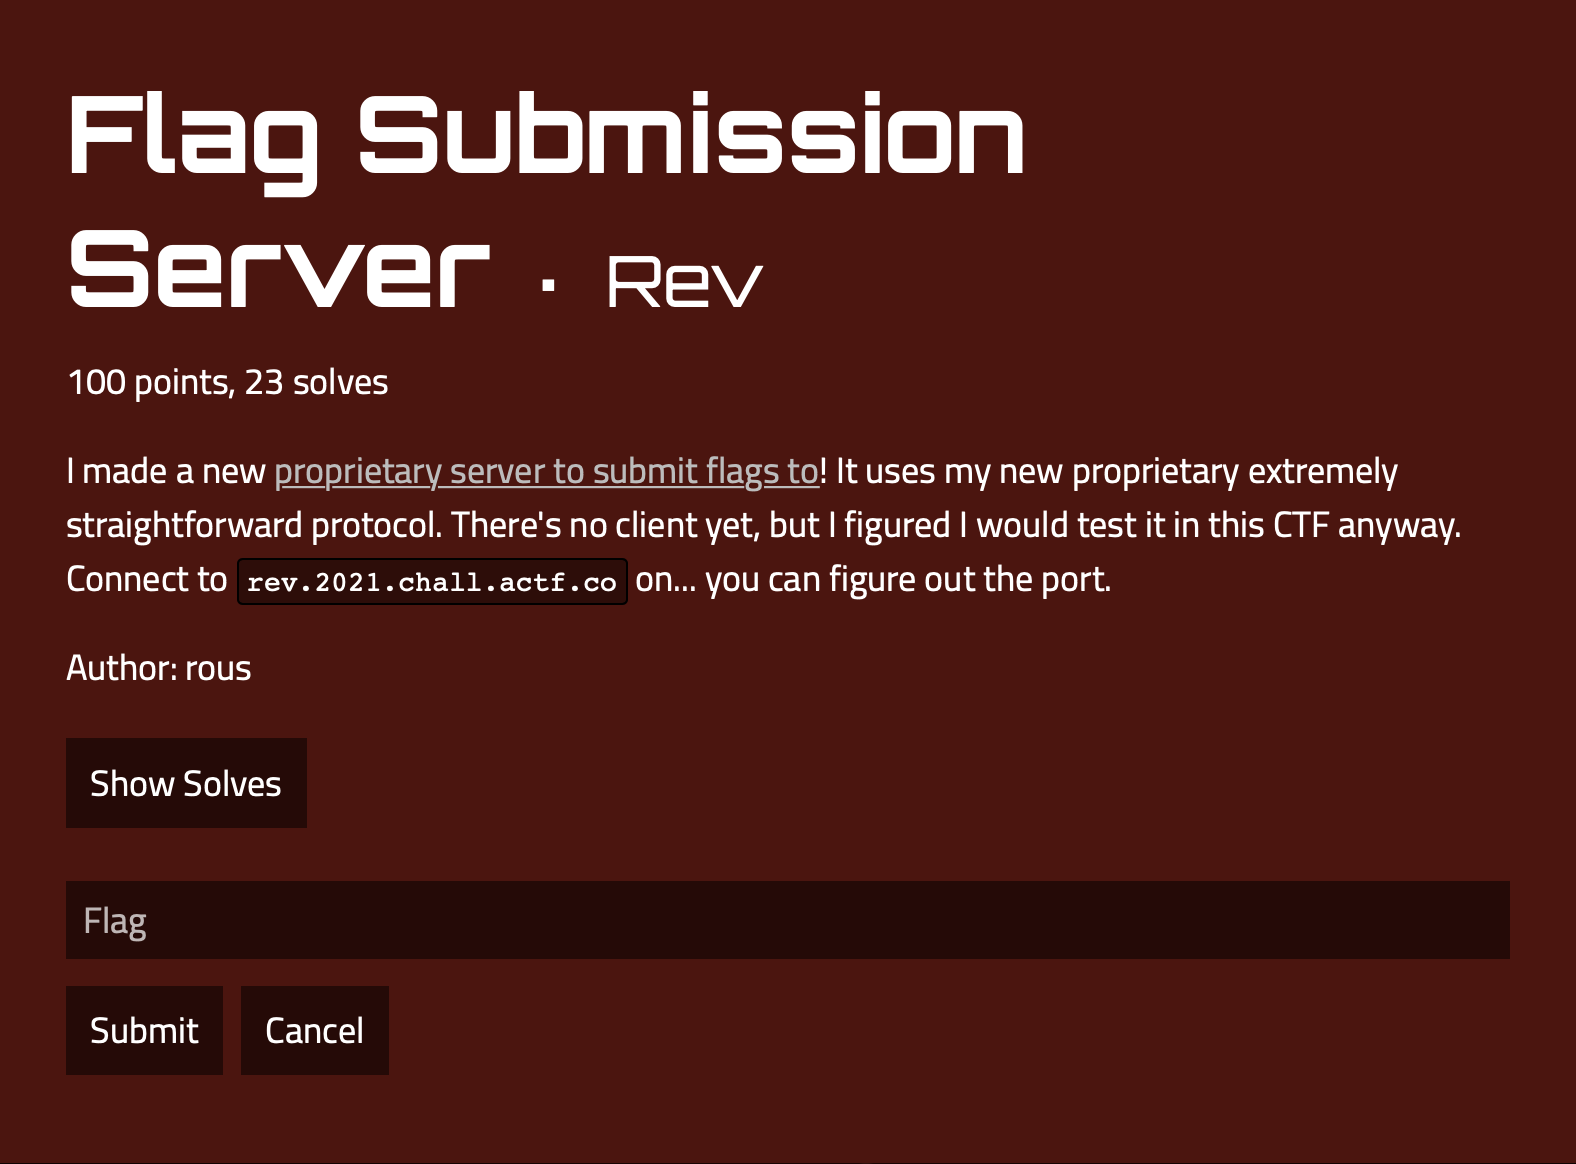 Flag Submission
Server · Rev
100 points, 23 solves
I made a new proprietary server to submit flags to! It uses my new proprietary extremely
straightforward protocol. There's no client yet, but I figured I would test it in this CTF anyway.
Connect to rev.2021.chall.actf.co on... you can figure out the port.
Author: rous
Show Solves
Flag
Submit Cancel